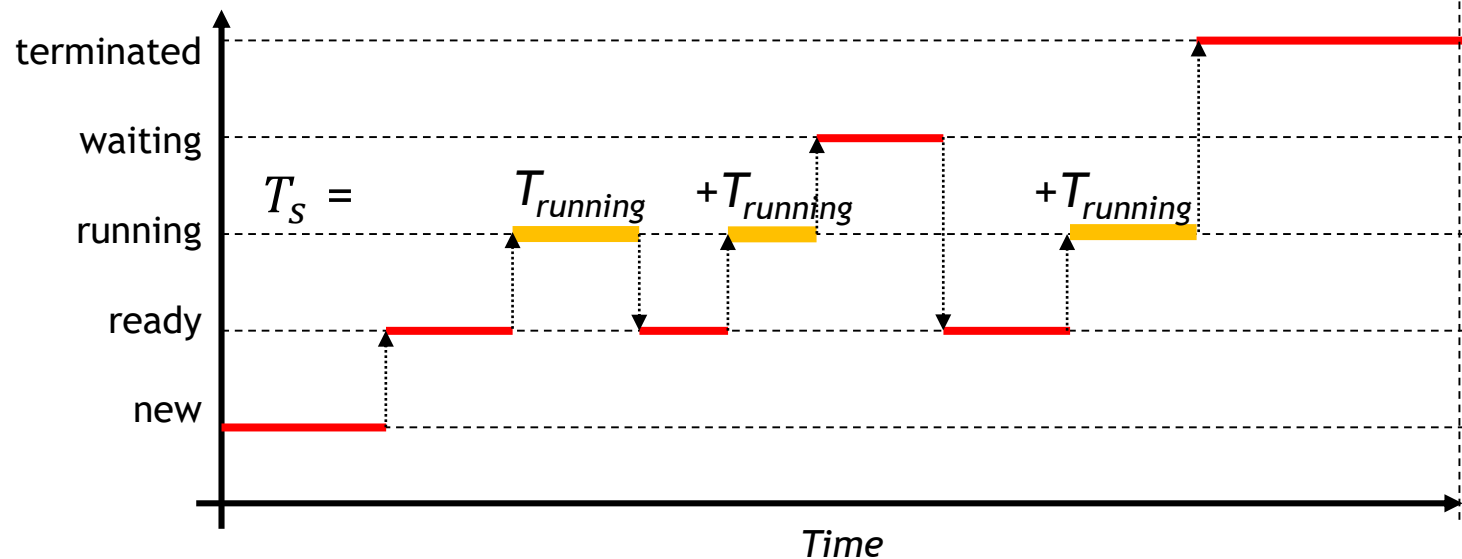 terminated
waiting
T_s = T_running +T_running +T_running
running
ready
new
Time